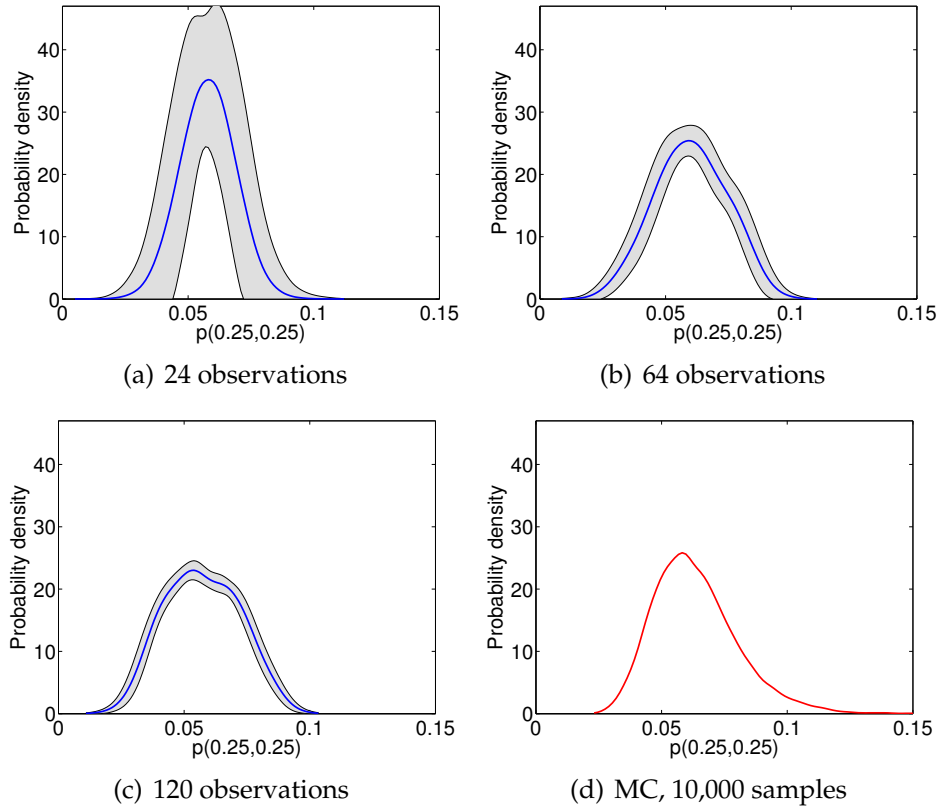 40
30
20
10
0
Probability density
0 0.05 0.1 0.15
p(0.25,0.25)
(a) 24 observations
40
30
20
10
0
Probability density
0 0.05 0.1 0.15
p(0.25,0.25)
(b) 64 observations
40
30
20
10
0
Probability density
0 0.05 0.1 0.15
p(0.25,0.25)
(c) 120 observations
40
30
20
10
0
Probability density
0 0.05 0.1 0.15
p(0.25,0.25)
(d) MC, 10,000 samples